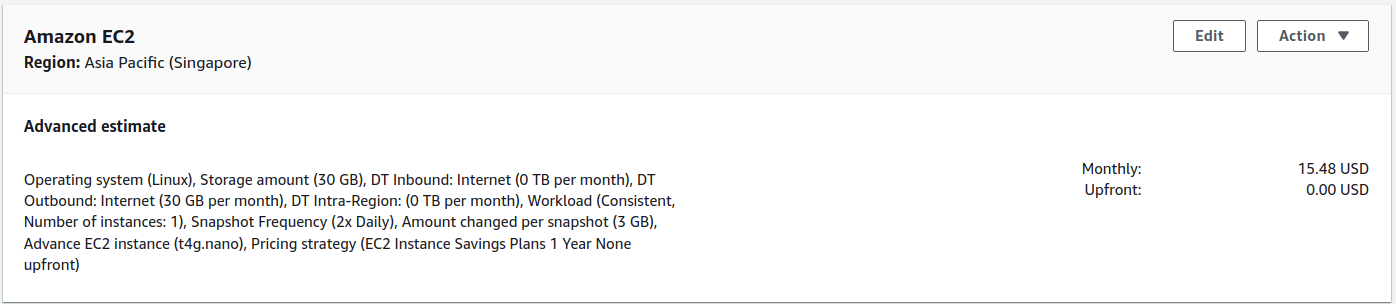 Amazon EC2
Edit
Action
Region: Asia Pacific (Singapore)
Advanced estimate
Operating system (Linux), Storage amount (30 GB), DT Inbound: Internet (0 TB per month), DT
Outbound: Internet (30 GB per month), DT Intra-Region: (0 TB per month), Workload (Consistent,
Number of instances: 1), Snapshot Frequency (2x Daily), Amount changed per snapshot (3 GB),
Advance EC2 instance (t4g.nano), Pricing strategy (EC2 Instance Savings Plans 1 Year None
upfront)
Monthly: 15.48 USD
Upfront: 0.00 USD